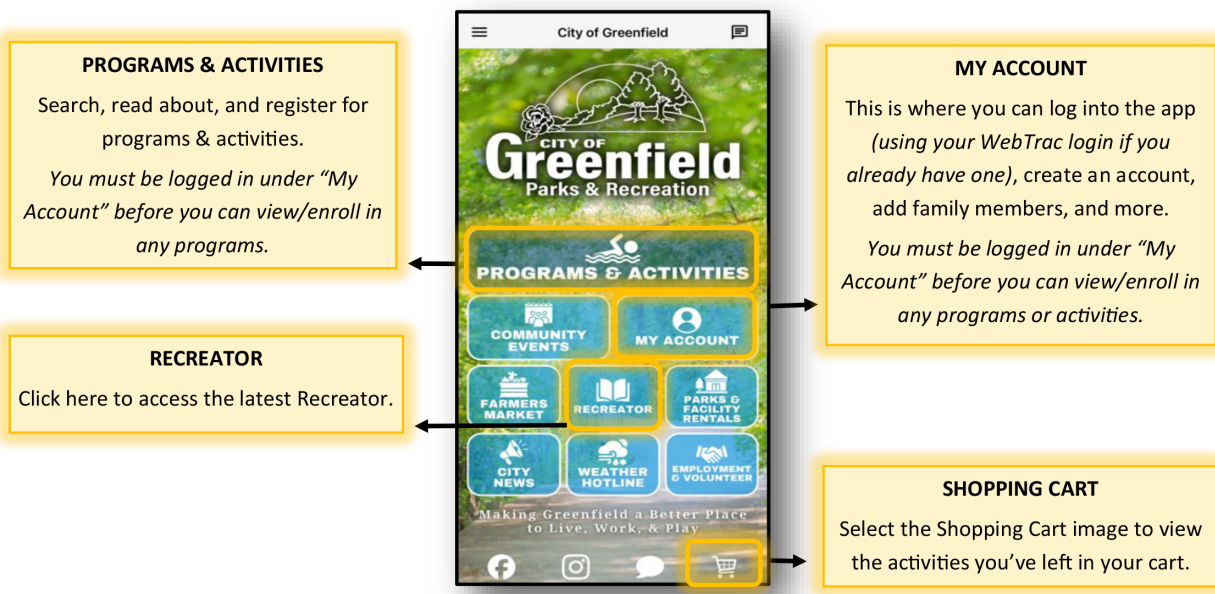 PROGRAMS & ACTIVITIES
Search, read about, and register for
programs & activities.
You must be logged in under “My
Account” before you can view/enroll in
any programs.
RECREATOR
Click here to access the latest Recreator.
City of Greenfield
CITY OF
Greenfield
Parks & Recreation
PROGRAMS & ACTIVITIES
COMMUNITY
EVENTS
MY ACCOUNT
FARMERS
MARKET
RECREATOR
PARKS &
FACILITY
RENTALS
CITY
NEWS
WEATHER
HOTLINE
EMPLOYMENT
& VOLUNTEER
Making Greenfield a Better Place
to Live, Work, & Play
MY ACCOUNT
This is where you can log into the app
(using your WebTrac login if you
already have one), create an account,
add family members, and more.
You must be logged in under “My
Account” before you can view/enroll in
any programs or activities.
SHOPPING CART
Select the Shopping Cart image to view
the activities you’ve left in your cart.